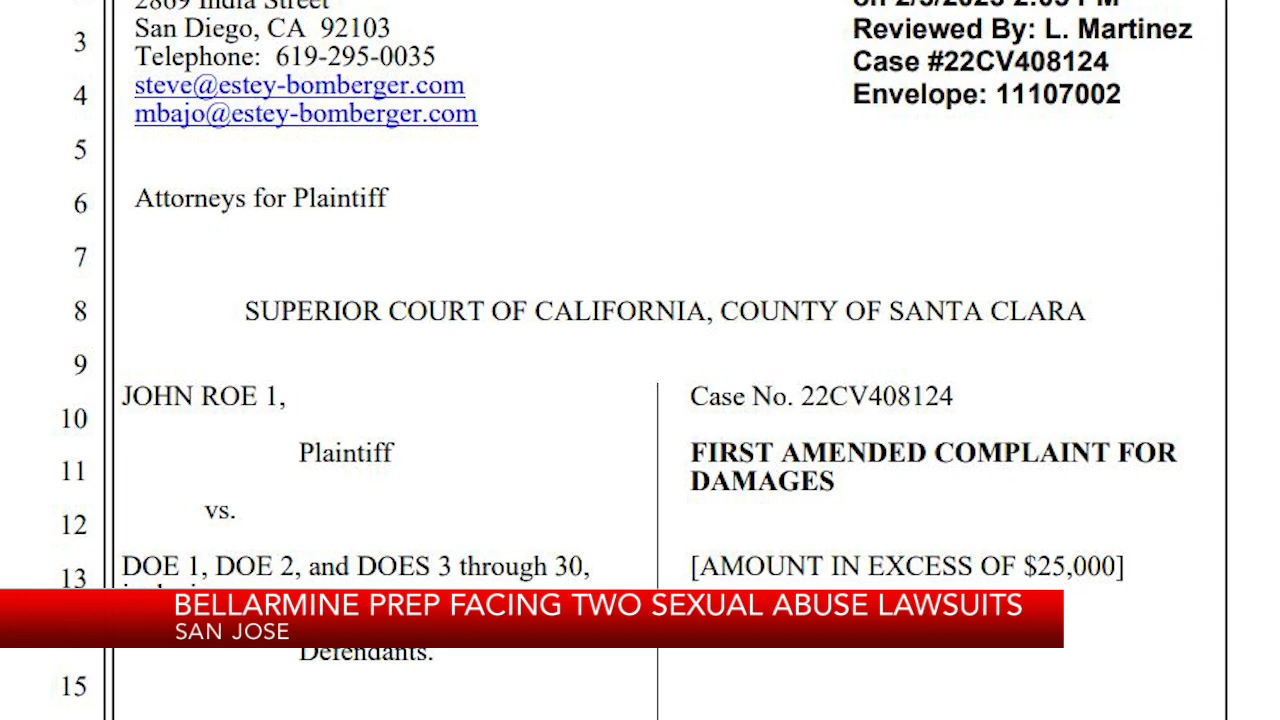 2869 India Street
San Diego, CA 92103
Telephone: 619-295-0035
steve@estey-bomberger.com
mbajo@estey-bomberger.com
Reviewed By: L. Martinez
Case #22CV408124
Envelope: 11107002
3
4
5
6
7
8
9
10
11
12
13
15
Attorneys for Plaintiff
SUPERIOR COURT OF CALIFORNIA, COUNTY OF SANTA CLARA
JOHN ROE 1,
Plaintiff
vs.
DOE 1, DOE 2, and DOES 3 through 30,
Defendants.
Case No. 22CV408124
FIRST AMENDED COMPLAINT FOR
DAMAGES
[AMOUNT IN EXCESS OF $25,000]
BELLARMINE PREP FACING TWO SEXUAL ABUSE LAWSUITS
SAN JOSE